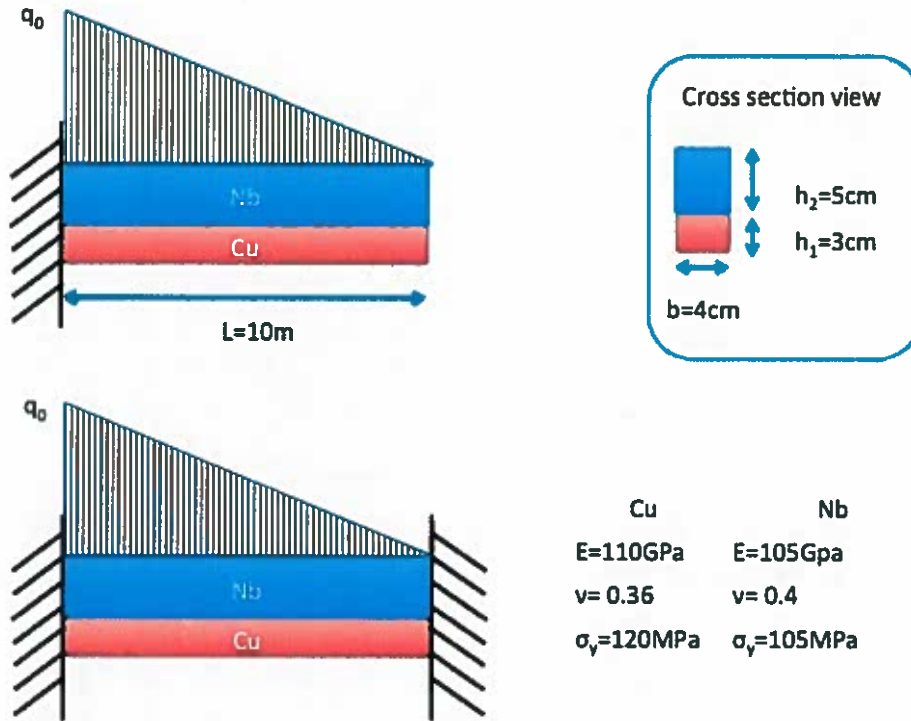 q₀
Nb
Cu
L=10m
Cross section view
h₂=5cm
h₁=3cm
b=4cm
q₀
Nb
Cu
Cu Nb
E=110GPa E=105Gpa
ν= 0.36 ν= 0.4
σᵧ=120MPa σᵧ=105MPa